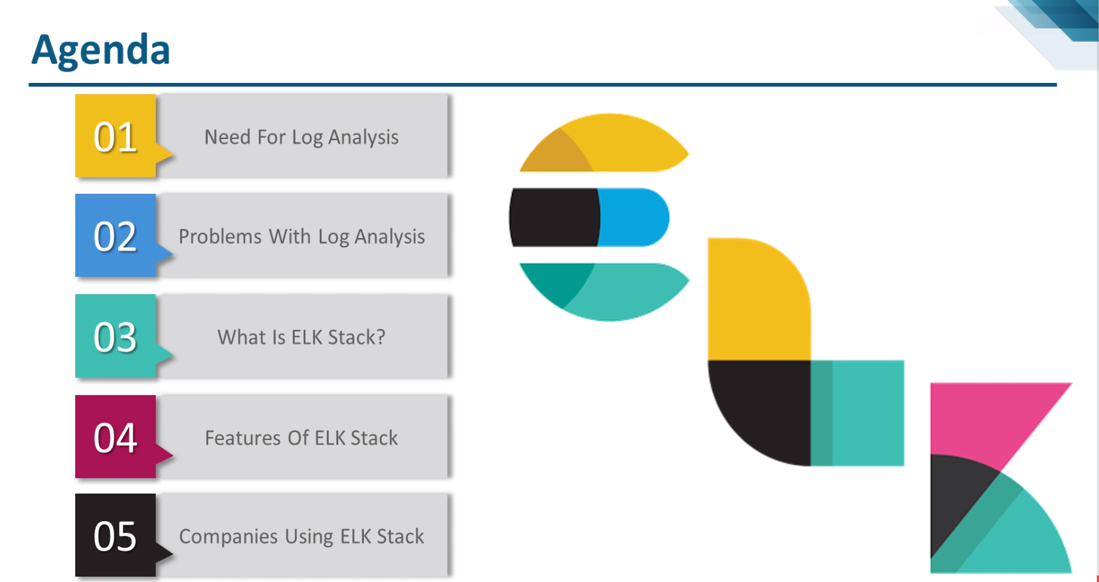 Agenda
01 Need For Log Analysis
02 Problems With Log Analysis
03 What Is ELK Stack?
04 Features Of ELK Stack
05 Companies Using ELK Stack